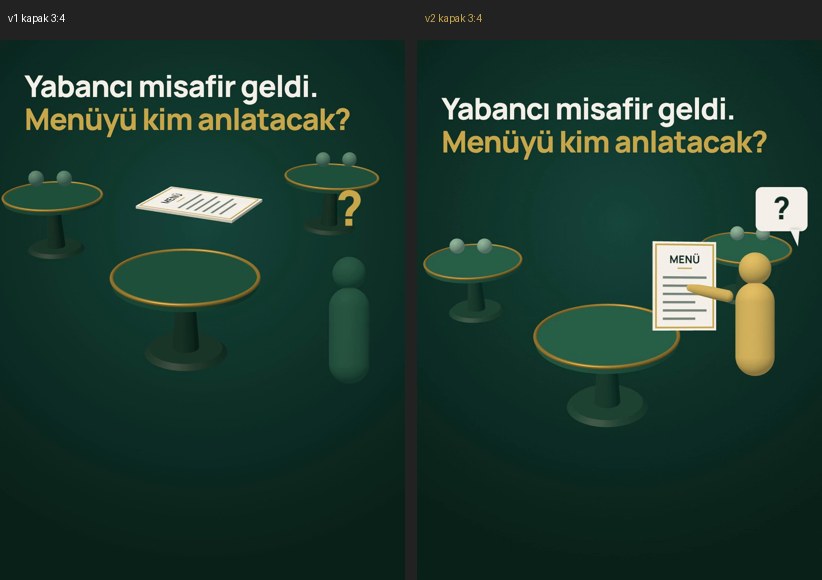 v1 kapak 3:4
Yabancı misafir geldi.
Menüyü kim anlatacak?
MENÜ
?
v2 kapak 3:4
Yabancı misafir geldi.
Menüyü kim anlatacak?
?
MENÜ